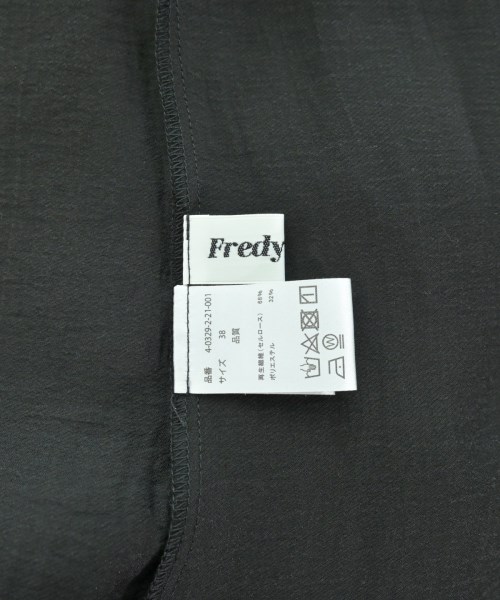 Fredy
品番 4-0329-2-21-001
サイズ 38 品質
再生繊維(セルロース) 68%
ポリエステル 32%